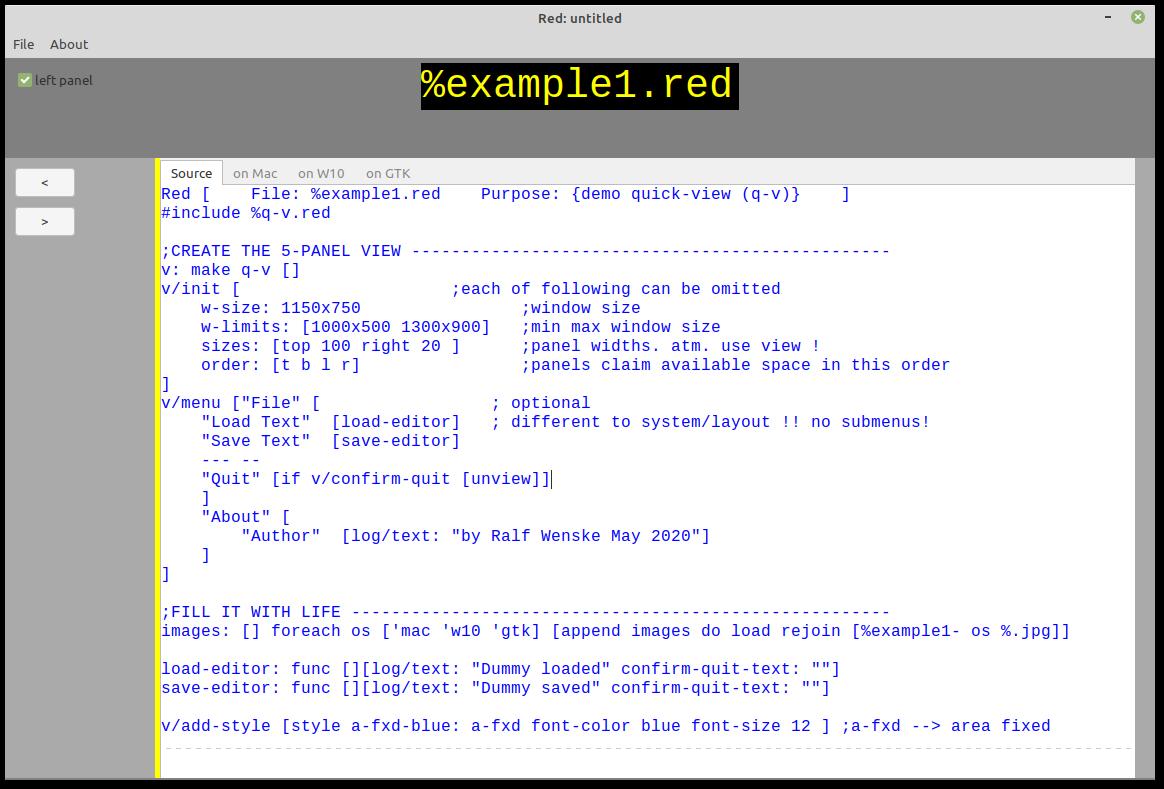 Red: untitled
File About
left panel
%example1.red
<
>
Source on Mac on W10 on GTK
Red [    File: %example1.red    Purpose: {demo quick-view (q-v)}    ]
#include %q-v.red
;CREATE THE 5-PANEL VIEW ------------------------------------------------
v: make q-v []
v/init [                     ;each of following can be omitted
    w-size: 1150x750                ;window size
    w-limits: [1000x500 1300x900]   ;min max window size
    sizes: [top 100 right 20 ]      ;panel widths. atm. use view !
    order: [t b l r]                ;panels claim available space in this order
]
v/menu ["File" [                 ; optional
    "Load Text"  [load-editor]   ; different to system/layout !! no submenus!
    "Save Text"  [save-editor]
    --- --
    "Quit" [if v/confirm-quit [unview]]
    ]
    "About" [
        "Author"  [log/text: "by Ralf Wenske May 2020"]
    ]
]
;FILL IT WITH LIFE ------------------------------------------------------
images: [] foreach os ['mac 'w10 'gtk] [append images do load rejoin [%example1- os %.jpg]]
load-editor: func [][log/text: "Dummy loaded" confirm-quit-text: ""]
save-editor: func [][log/text: "Dummy saved" confirm-quit-text: ""]
v/add-style [style a-fxd-blue: a-fxd font-color blue font-size 12 ] ;a-fxd --> area fixed